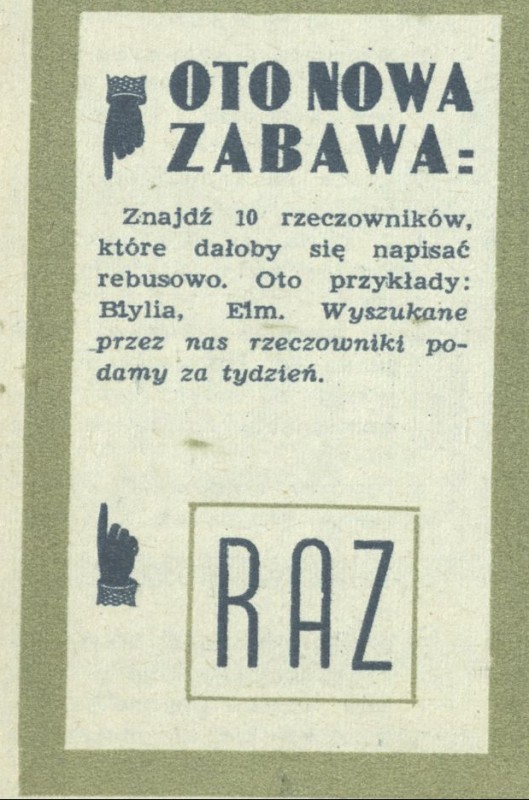 OTO NOWA
ZABAWA:
Znajdź 10 rzeczowników,
które dałoby się napisać
rebusowo. Oto przykłady:
B1ylia, E1m. Wyszukane
przez nas rzeczowniki po-
damy za tydzień.
RAZ